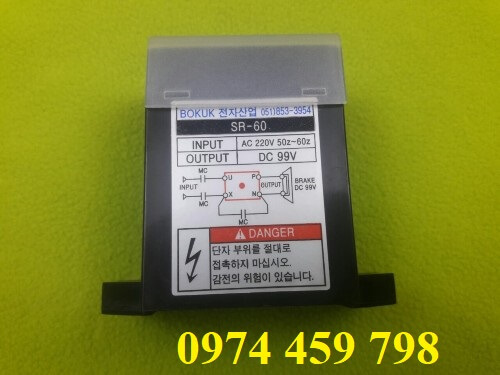 BOKUK 전자산업 051)853-3954
SR-60
INPUT AC 220V 50z~60z
OUTPUT DC 99V
MC
INPUT
MC
U P
X N
OUTPUT
BRAKE
DC 99V
MC
DANGER
단자 부위를 절대로
접촉하지 마십시오.
감전의 위험이 있습니다.
0974 459 798